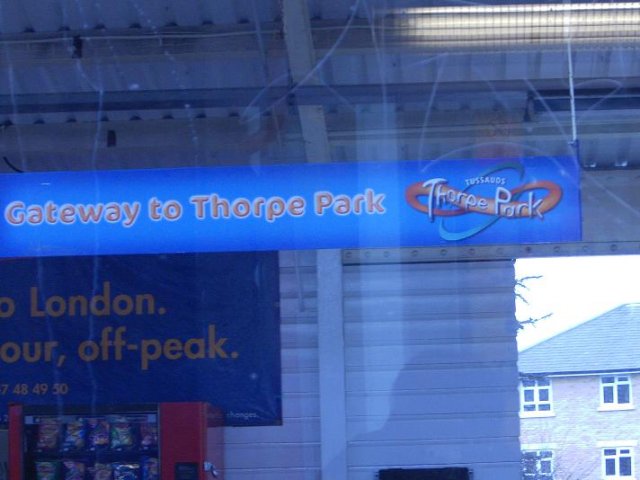 Gateway to Thorpe Park
TUSSAUDS
Thorpe Park
o London.
our, off-peak.
7 48 49 50
changes.